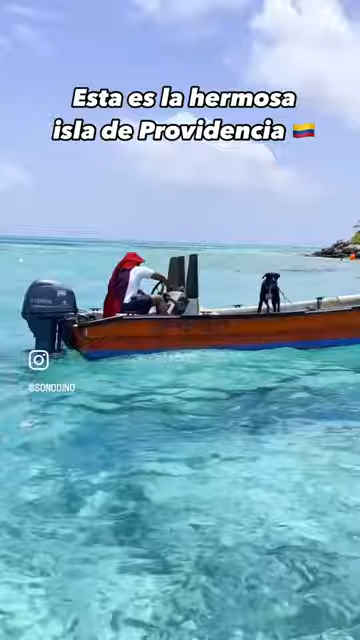 Esta es la hermosa
isla de Providencia 🇨🇴
@SONODINO